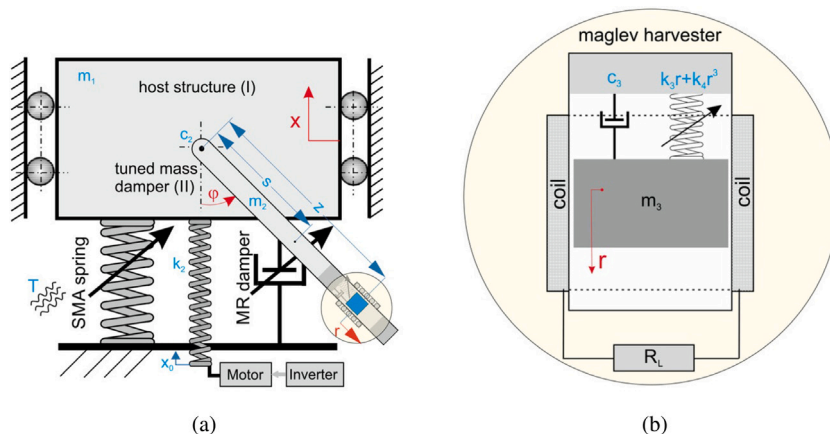 m₁
host structure (I)
x
c₂
tuned mass
damper (II)
φ
s
z
m₂
SMA spring
T
k₂
MR damper
r
x₀
Motor
Inverter
(a)
maglev harvester
c₃
k₃r+k₄r³
coil
m₃
coil
r
R_L
(b)